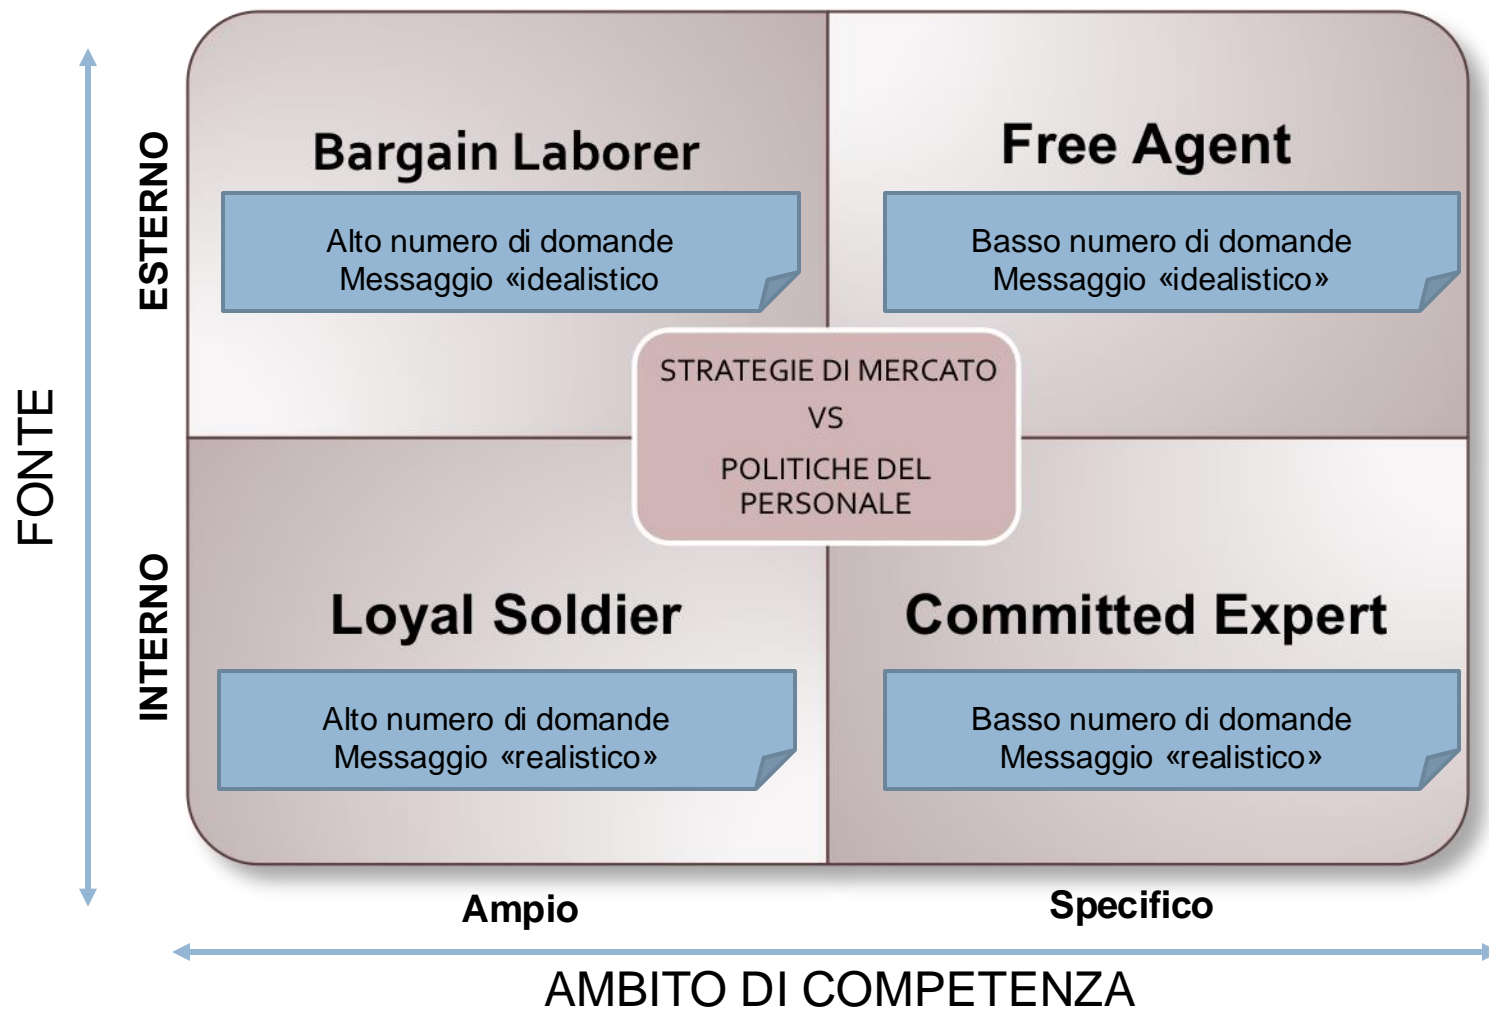 FONTE
ESTERNO
Bargain Laborer
Alto numero di domande
Messaggio «idealistico
Free Agent
Basso numero di domande
Messaggio «idealistico»
STRATEGIE DI MERCATO
VS
POLITICHE DEL
PERSONALE
INTERNO
Loyal Soldier
Alto numero di domande
Messaggio «realistico»
Committed Expert
Basso numero di domande
Messaggio «realistico»
Ampio
Specifico
AMBITO DI COMPETENZA